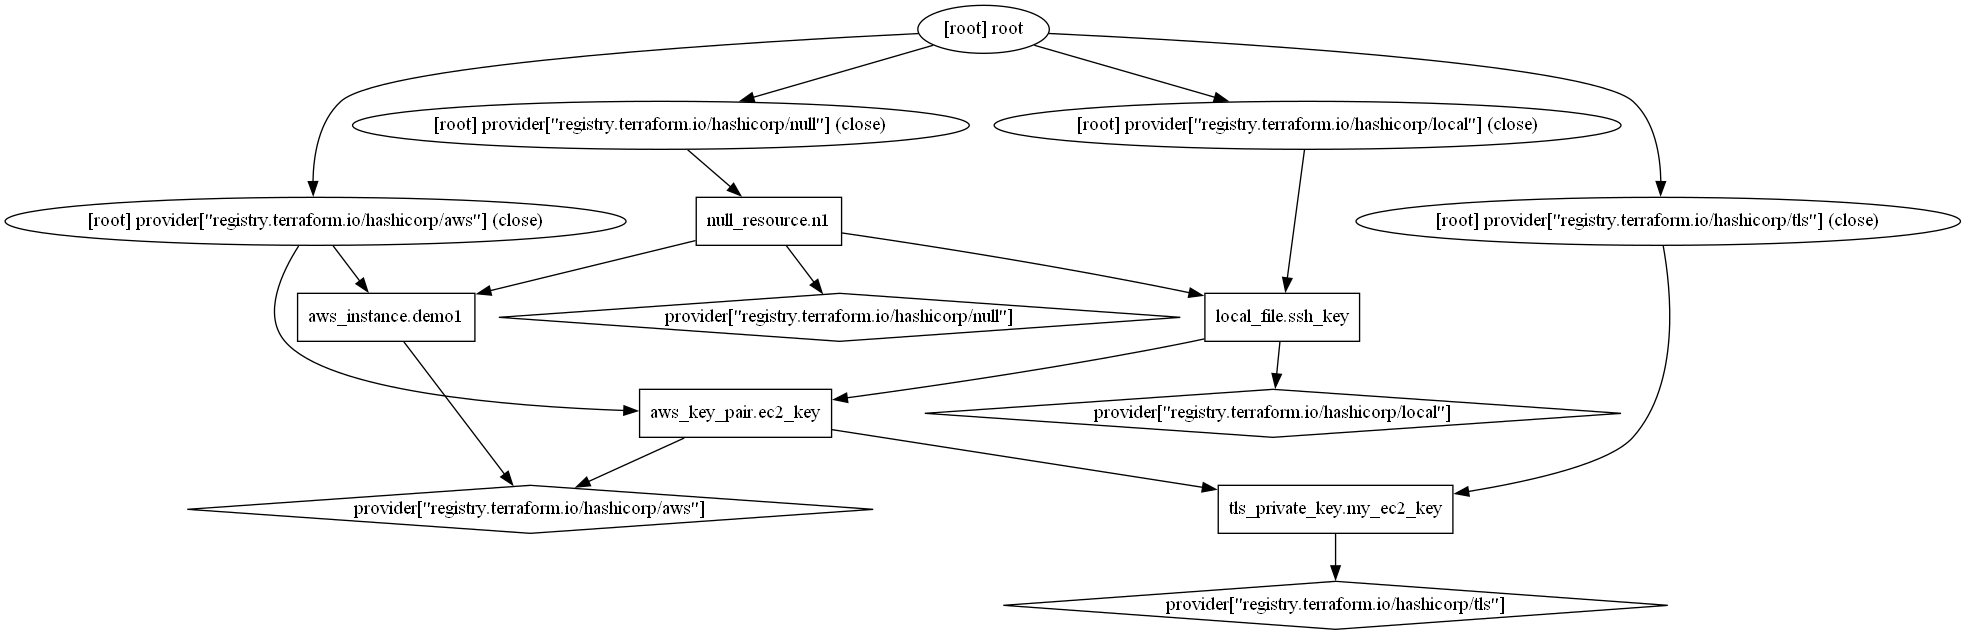 [root] root
[root] provider["registry.terraform.io/hashicorp/null"] (close)
[root] provider["registry.terraform.io/hashicorp/local"] (close)
[root] provider["registry.terraform.io/hashicorp/aws"] (close)
null_resource.n1
[root] provider["registry.terraform.io/hashicorp/tls"] (close)
aws_instance.demo1
provider["registry.terraform.io/hashicorp/null"]
local_file.ssh_key
aws_key_pair.ec2_key
provider["registry.terraform.io/hashicorp/local"]
provider["registry.terraform.io/hashicorp/aws"]
tls_private_key.my_ec2_key
provider["registry.terraform.io/hashicorp/tls"]